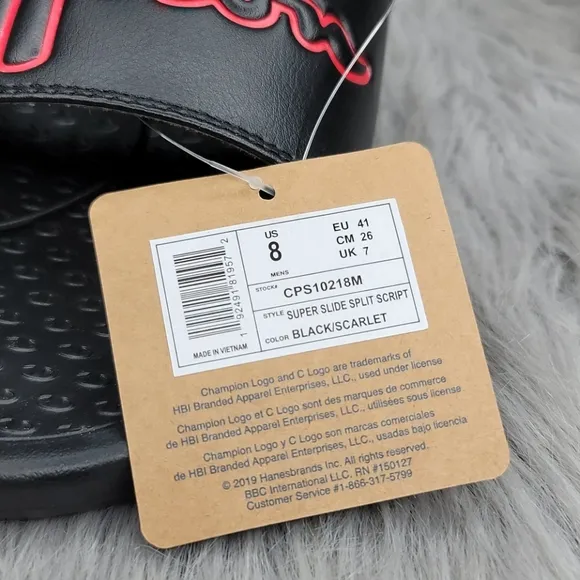 US
8
MENS
EU 41
CM 26
UK 7
STOCK# CPS10218M
STYLE SUPER SLIDE SPLIT SCRIPT
COLOR BLACK/SCARLET
1 92491 81957 2
MADE IN VIETNAM
Champion Logo and C Logo are trademarks of
HBI Branded Apparel Enterprises, LLC., used under license
Champion Logo et C Logo sont des marques de commerce
de HBI Branded Apparel Enterprises, LLC., utilisées sous license
Champion Logo y C Logo son marcas comerciales
de HBI Branded Apparel Enterprises, LLC., usadas bajo licencia
© 2019 Hanesbrands Inc. All rights reserved.
BBC International LLC, RN #150127
Customer Service #1-866-317-5799